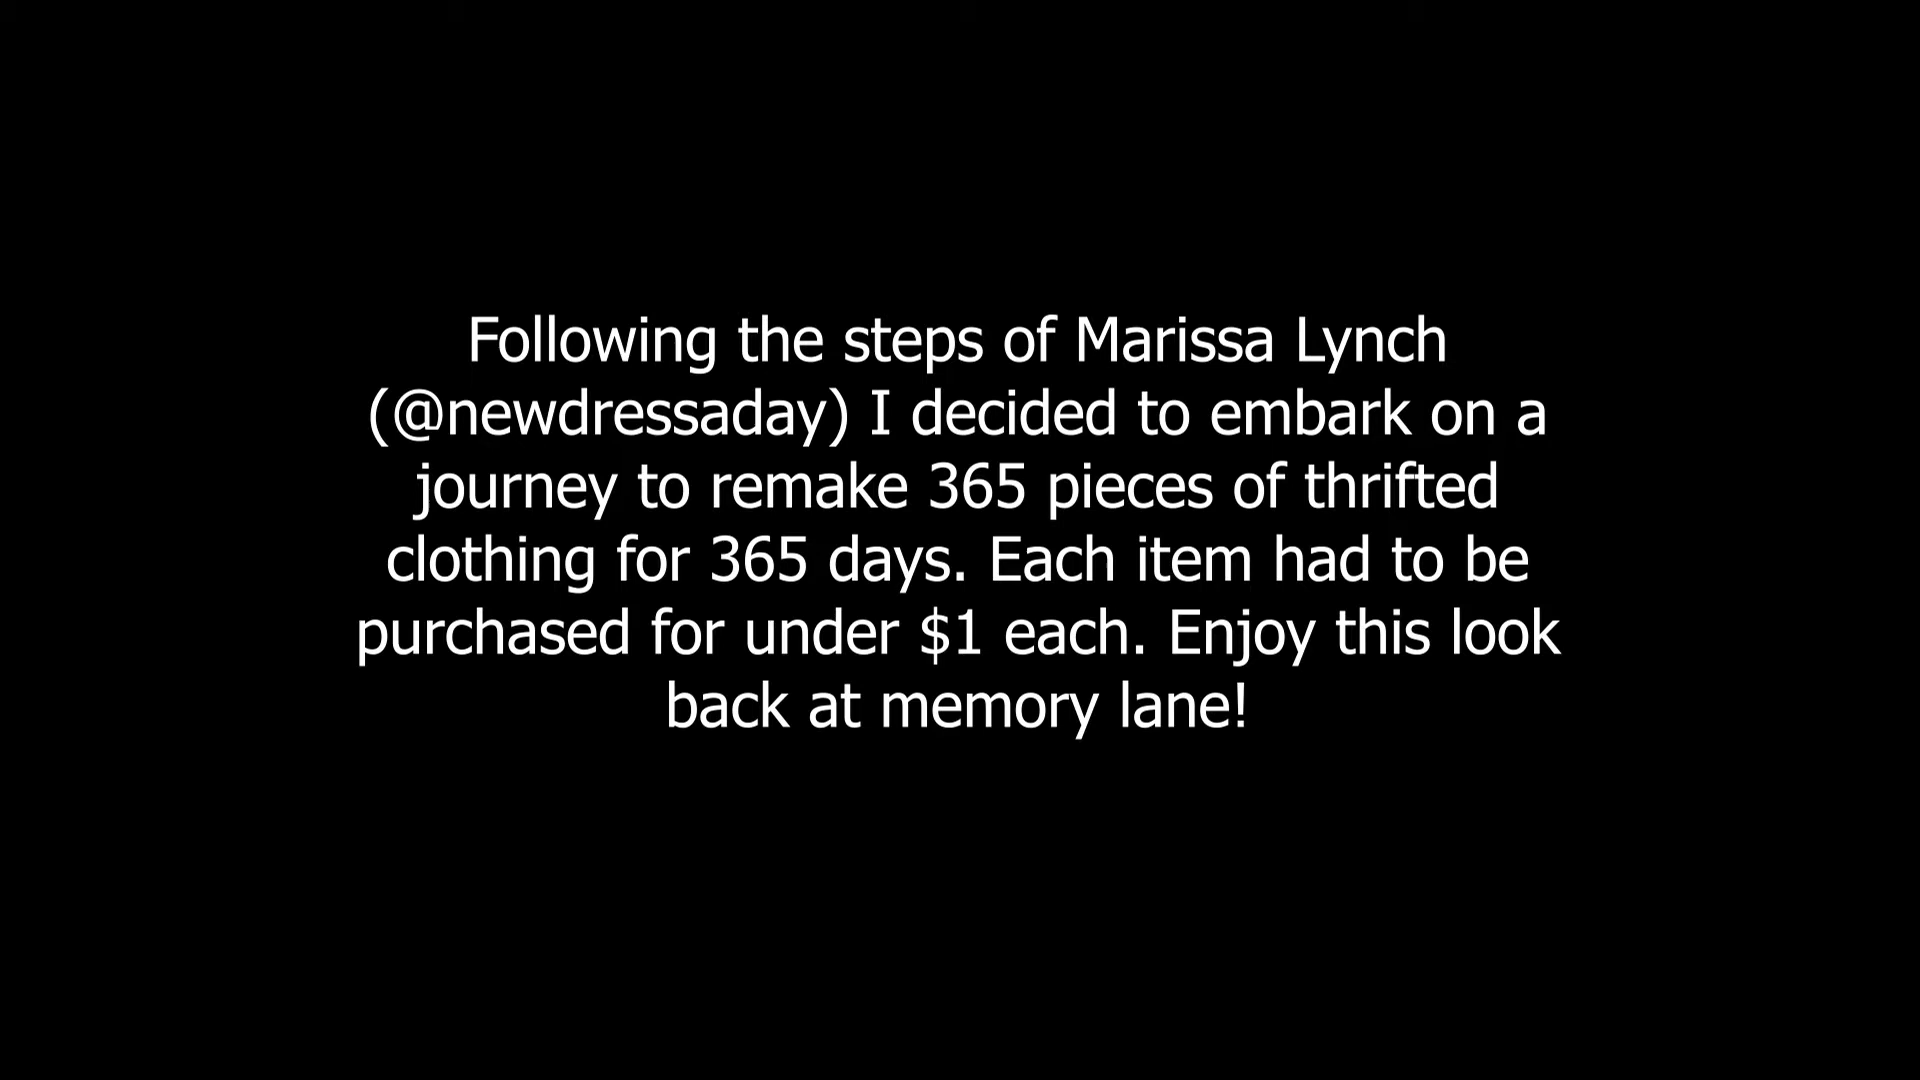 Following the steps of Marissa Lynch
(@newdressaday) I decided to embark on a
journey to remake 365 pieces of thrifted
clothing for 365 days. Each item had to be
purchased for under $1 each. Enjoy this look
back at memory lane!